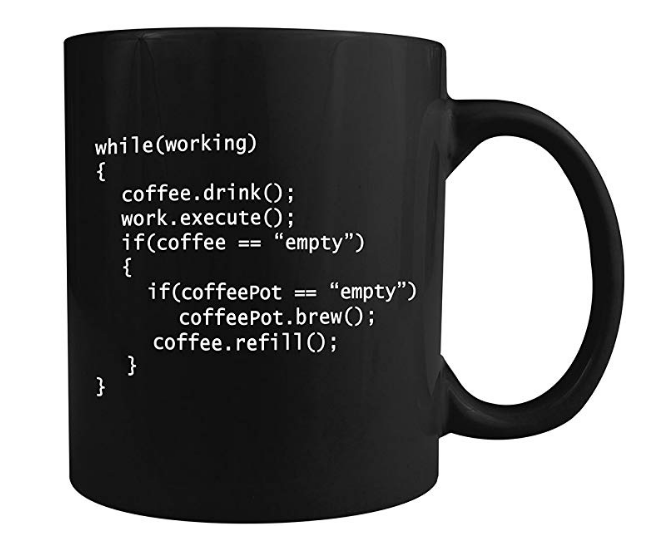 while(working)
{
coffee.drink();
work.execute();
if(coffee == “empty”)
{
if(coffeePot == “empty”)
coffeePot.brew();
coffee.refill();
}
}